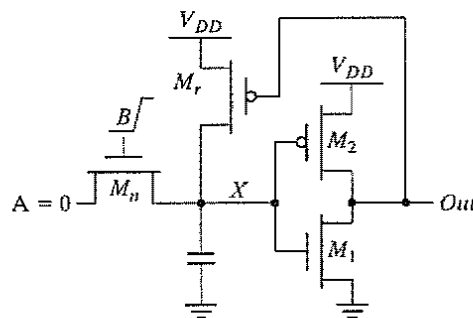 V_DD
M_r
V_DD
B
M_2
M_n
A = 0
X
Out
M_1